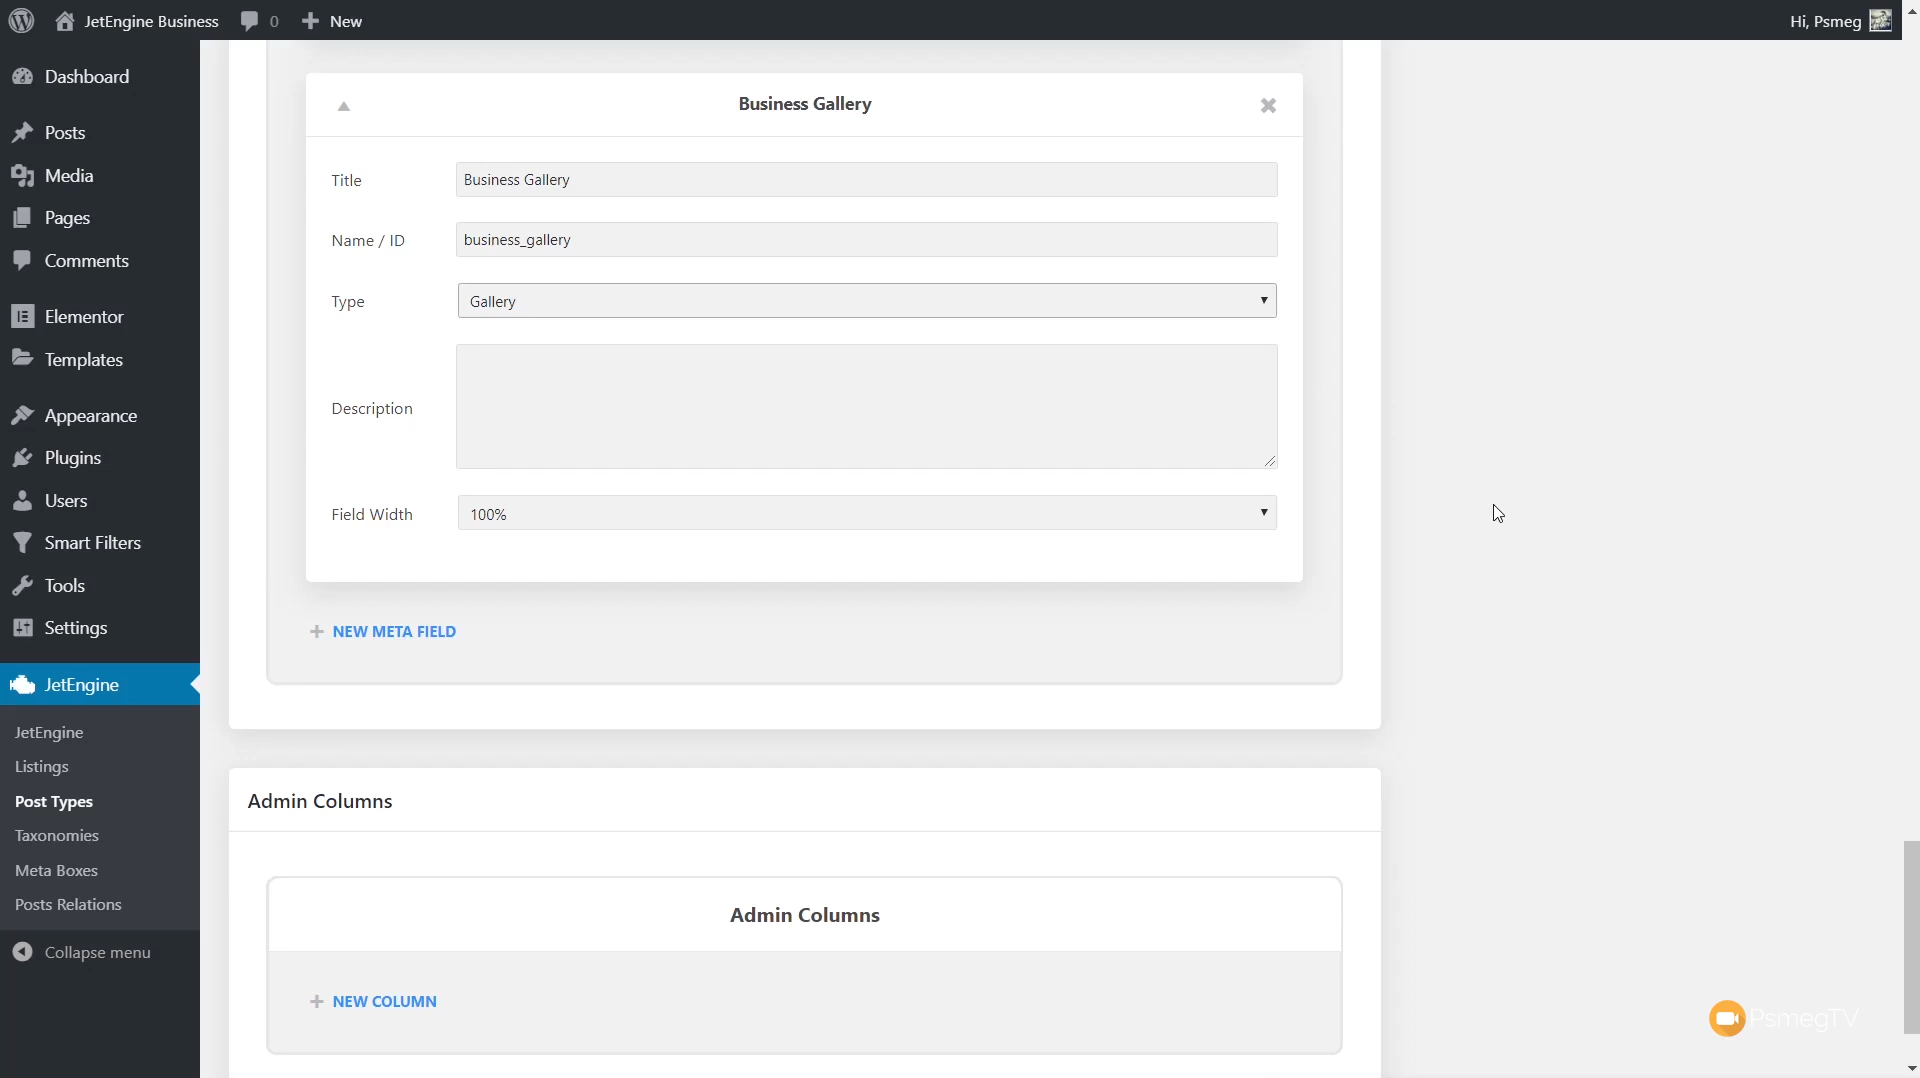 JetEngine Business
0
New
Hi, Psmeg
Dashboard
Posts
Media
Pages
Comments
Elementor
Templates
Appearance
Plugins
Users
Smart Filters
Tools
Settings
JetEngine
JetEngine
Listings
Post Types
Taxonomies
Meta Boxes
Posts Relations
Collapse menu
Business Gallery
Title
Business Gallery
Name / ID
business_gallery
Type
Gallery
Description
Field Width
100%
NEW META FIELD
Admin Columns
Admin Columns
NEW COLUMN
PsmegTV